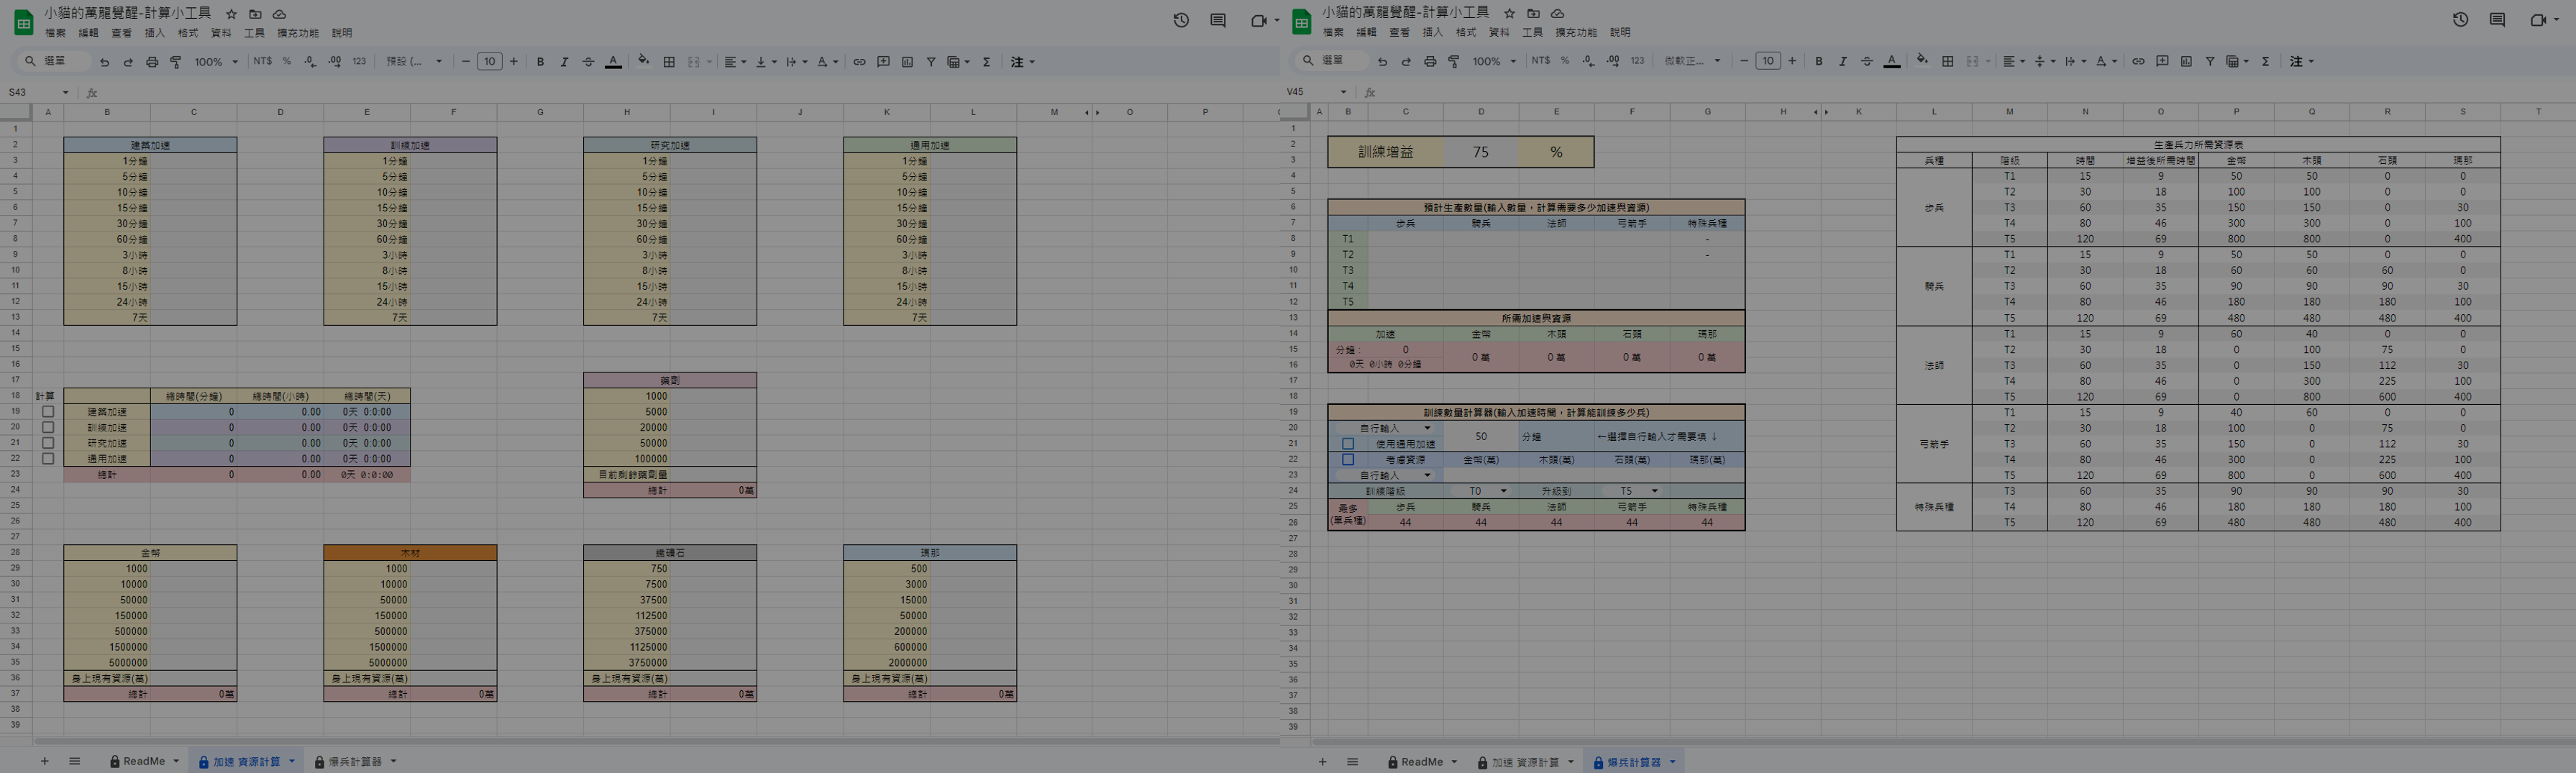 小貓的萬龍覺醒-計算小工具
檔案 編輯 查看 插入 格式 資料 工具 擴充功能 說明
選單 100% NT$ % .0 .00 123 預設 (... 10 B I A Σ 注
S43 fx
A B C D E F G H I J K L M O P
建築加速 訓練加速 研究加速 通用加速
1分鐘 1分鐘 1分鐘 1分鐘
5分鐘 5分鐘 5分鐘 5分鐘
10分鐘 10分鐘 10分鐘 10分鐘
15分鐘 15分鐘 15分鐘 15分鐘
30分鐘 30分鐘 30分鐘 30分鐘
60分鐘 60分鐘 60分鐘 60分鐘
3小時 3小時 3小時 3小時
8小時 8小時 8小時 8小時
15小時 15小時 15小時 15小時
24小時 24小時 24小時 24小時
7天 7天 7天 7天
計算 總時間(分鐘) 總時間(小時) 總時間(天)
建築加速 0 0.00 0天 0:0:00
訓練加速 0 0.00 0天 0:0:00
研究加速 0 0.00 0天 0:0:00
通用加速 0 0.00 0天 0:0:00
總計 0 0.00 0天 0:0:00
藥劑
1000
5000
20000
50000
100000
目前剩餘藥劑量
總計 0萬
金幣 木材 鐵礦石 瑪那
1000 1000 750 500
10000 10000 7500 3000
50000 50000 37500 15000
150000 150000 112500 50000
500000 500000 375000 200000
1500000 1500000 1125000 600000
5000000 5000000 3750000 2000000
身上現有資源(萬) 身上現有資源(萬) 身上現有資源(萬) 身上現有資源(萬)
總計 0萬 總計 0萬 總計 0萬 總計 0萬
ReadMe 加速 資源計算 爆兵計算器
小貓的萬龍覺醒-計算小工具
檔案 編輯 查看 插入 格式 資料 工具 擴充功能 說明
選單 100% NT$ % .0 .00 123 微軟正... 10 B I A Σ 注
V45 fx
A B C D E F G H K L M N O P Q R S T
訓練增益 75 %
預計生產數量(輸入數量，計算需要多少加速與資源)
步兵 騎兵 法師 弓箭手 特殊兵種
T1 -
T2 -
T3
T4
T5
所需加速與資源
加速 金幣 木頭 石頭 瑪那
分鐘： 0 0 萬 0 萬 0 萬 0 萬
0天 0小時 0分鐘
訓練數量計算器(輸入加速時間，計算能訓練多少兵)
自行輸入 50 分鐘 ←選擇自行輸入才需要填 ↓
使用通用加速
考慮資源 金幣(萬) 木頭(萬) 石頭(萬) 瑪那(萬)
自行輸入
訓練階級 T0 升級到 T5
最多(單兵種) 步兵 騎兵 法師 弓箭手 特殊兵種
44 44 44 44 44
生產兵力所需資源表
兵種 階級 時間 增益後所需時間 金幣 木頭 石頭 瑪那
步兵 T1 15 9 50 50 0 0
T2 30 18 100 100 0 0
T3 60 35 150 150 0 30
T4 80 46 300 300 0 100
T5 120 69 800 800 0 400
騎兵 T1 15 9 50 50 0 0
T2 30 18 60 60 60 0
T3 60 35 90 90 90 30
T4 80 46 180 180 180 100
T5 120 69 480 480 480 400
法師 T1 15 9 60 40 0 0
T2 30 18 0 100 75 0
T3 60 35 0 150 112 30
T4 80 46 0 300 225 100
T5 120 69 0 800 600 400
弓箭手 T1 15 9 40 60 0 0
T2 30 18 100 0 75 0
T3 60 35 150 0 112 30
T4 80 46 300 0 225 100
T5 120 69 800 0 600 400
特殊兵種 T3 60 35 90 90 90 30
T4 80 46 180 180 180 100
T5 120 69 480 480 480 400
ReadMe 加速 資源計算 爆兵計算器